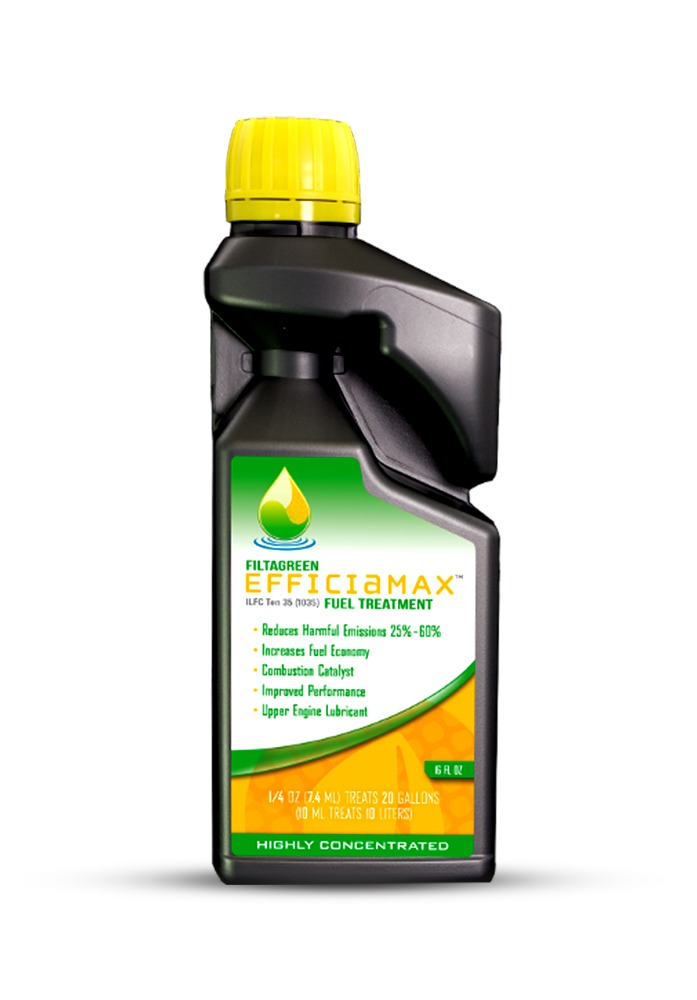 FILTAGREEN
EFFICIaMAX™
ILFC Ten 35 (1035) FUEL TREATMENT
• Reduces Harmful Emissions 25%-60%
• Increases Fuel Economy
• Combustion Catalyst
• Improved Performance
• Upper Engine Lubricant
16 FL OZ
1/4 OZ (7.4 ML) TREATS 20 GALLONS
(10 ML TREATS 10 LITERS)
HIGHLY CONCENTRATED